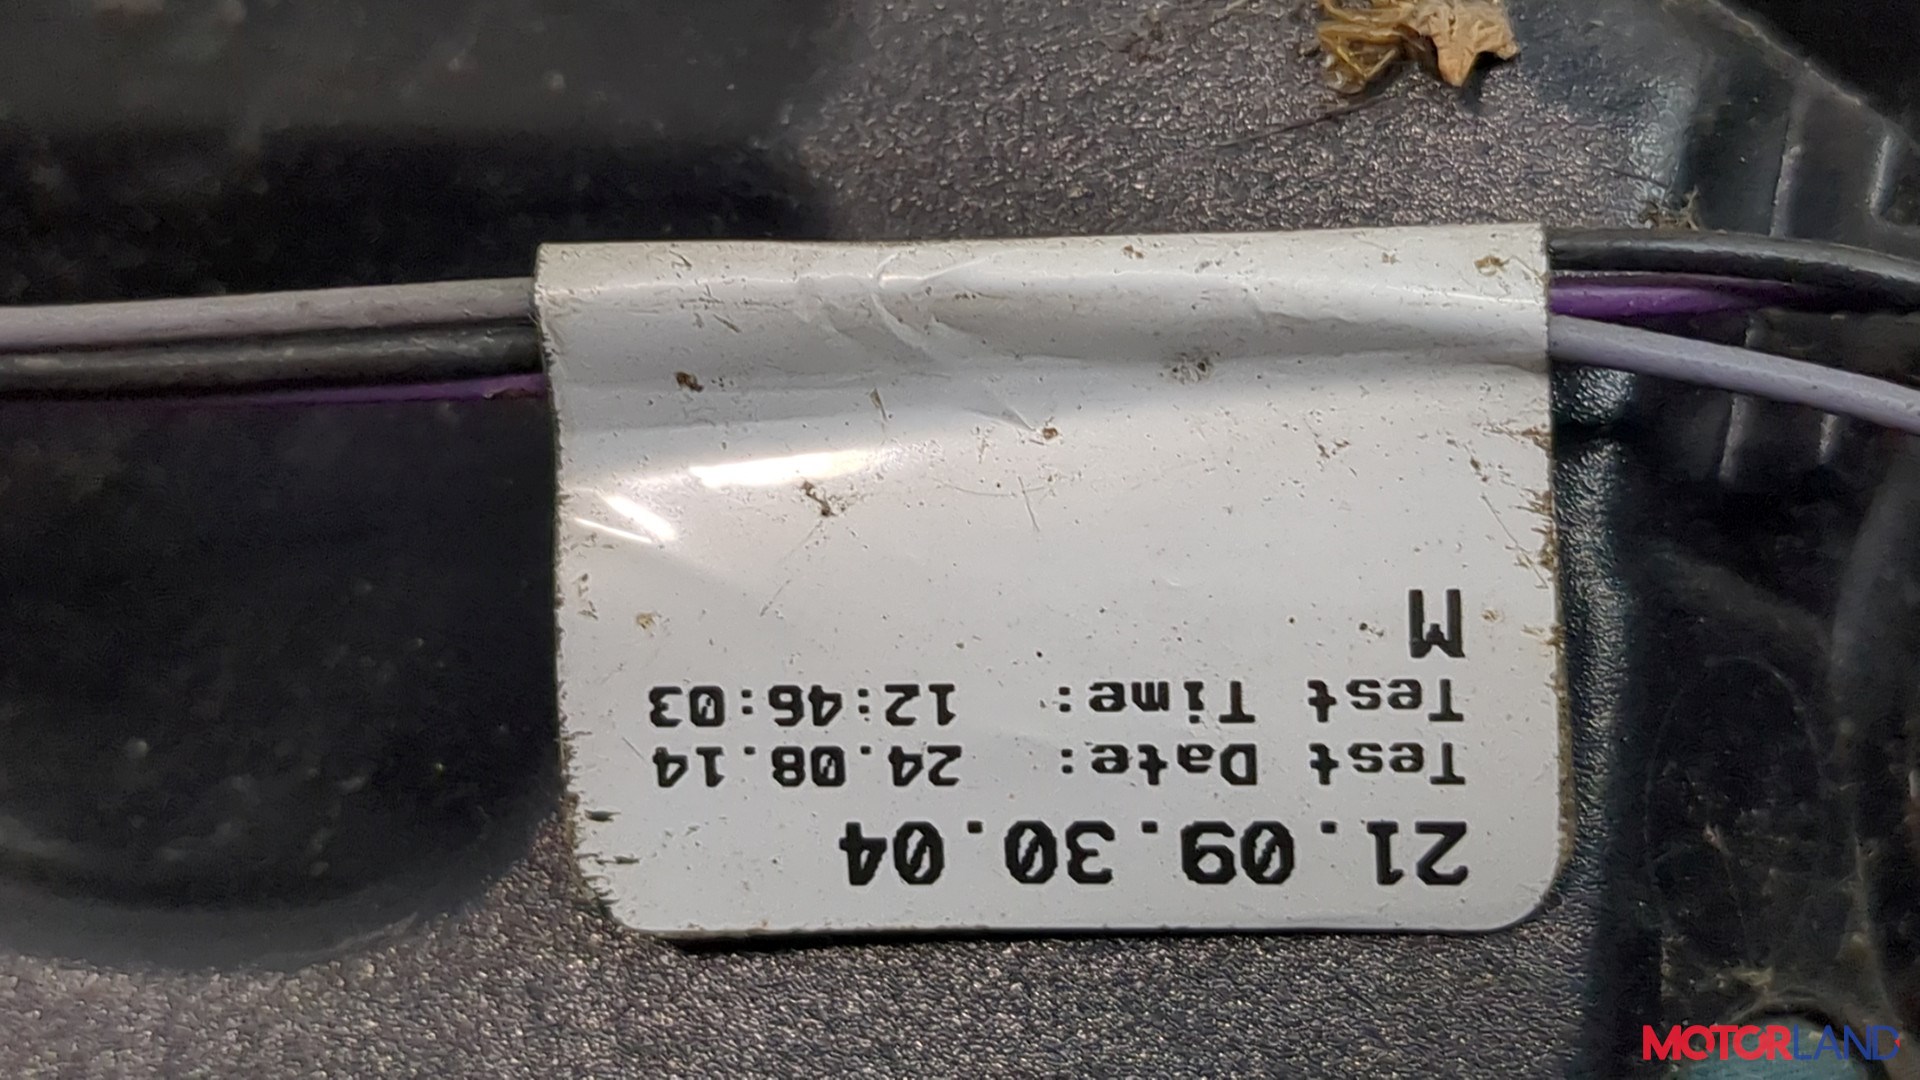 21.09.30.04
Test Date: 24.08.14
Test Time: 12:46:03
M
MOTORLAND